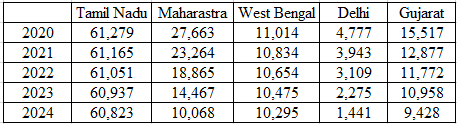 Tamil Nadu Maharastra West Bengal Delhi Gujarat
2020 61,279 27,663 11,014 4,777 15,517
2021 61,165 23,264 10,834 3,943 12,877
2022 61,051 18,865 10,654 3,109 11,772
2023 60,937 14,467 10,475 2,275 10,958
2024 60,823 10,068 10,295 1,441 9,428